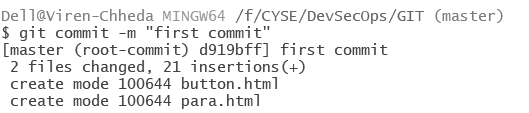 Dell@Viren-Chheda MINGW64 /f/CYSE/DevSecOps/GIT (master)
$ git commit -m "first commit"
[master (root-commit) d919bff] first commit
 2 files changed, 21 insertions(+)
 create mode 100644 button.html
 create mode 100644 para.html